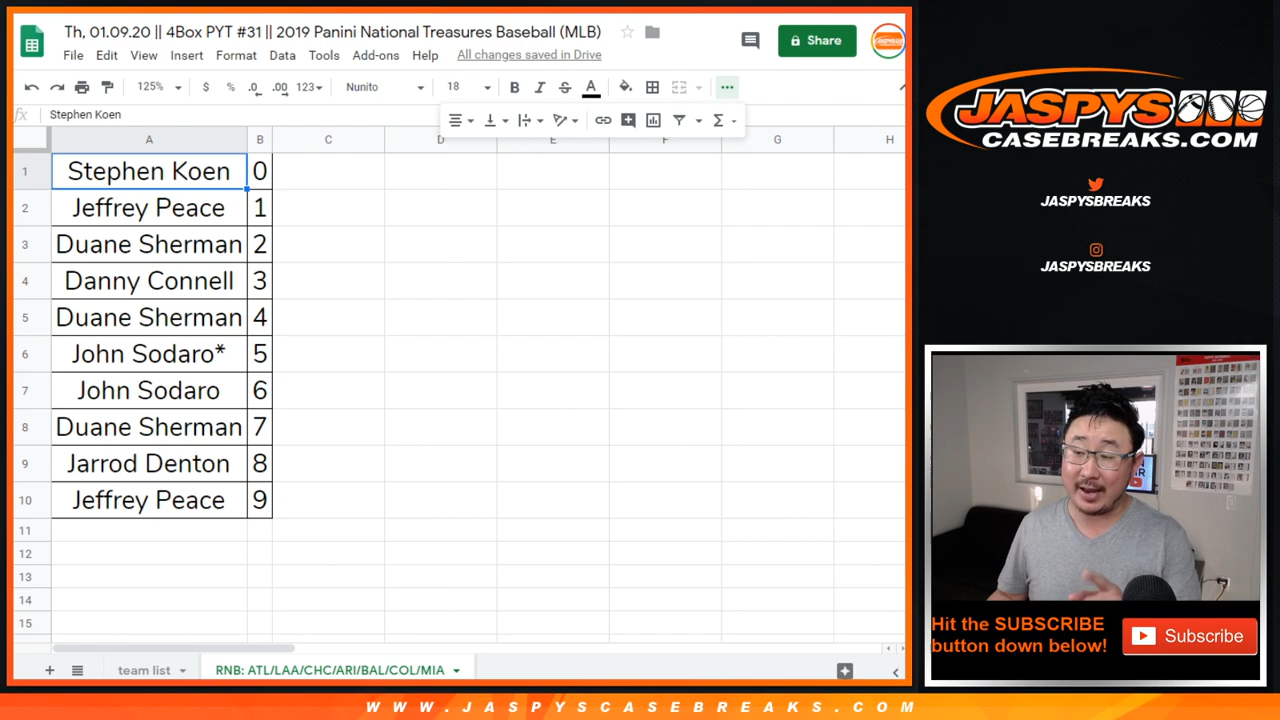 Th, 01.09.20 || 4Box PYT #31 || 2019 Panini National Treasures Baseball (MLB)
File Edit View Insert Format Data Tools Add-ons Help All changes saved in Drive
Share
125% $ % .0 .00 123 Nunito 18 B I S A
fx Stephen Koen
A B C D E F G H
1 Stephen Koen 0
2 Jeffrey Peace 1
3 Duane Sherman 2
4 Danny Connell 3
5 Duane Sherman 4
6 John Sodaro* 5
7 John Sodaro 6
8 Duane Sherman 7
9 Jarrod Denton 8
10 Jeffrey Peace 9
11
12
13
14
15
team list
RNB: ATL/LAA/CHC/ARI/BAL/COL/MIA
JASPYS
CASEBREAKS.COM
JASPYSBREAKS
JASPYSBREAKS
Hit the SUBSCRIBE
button down below!
Subscribe
WWW.JASPYSCASEBREAKS.COM